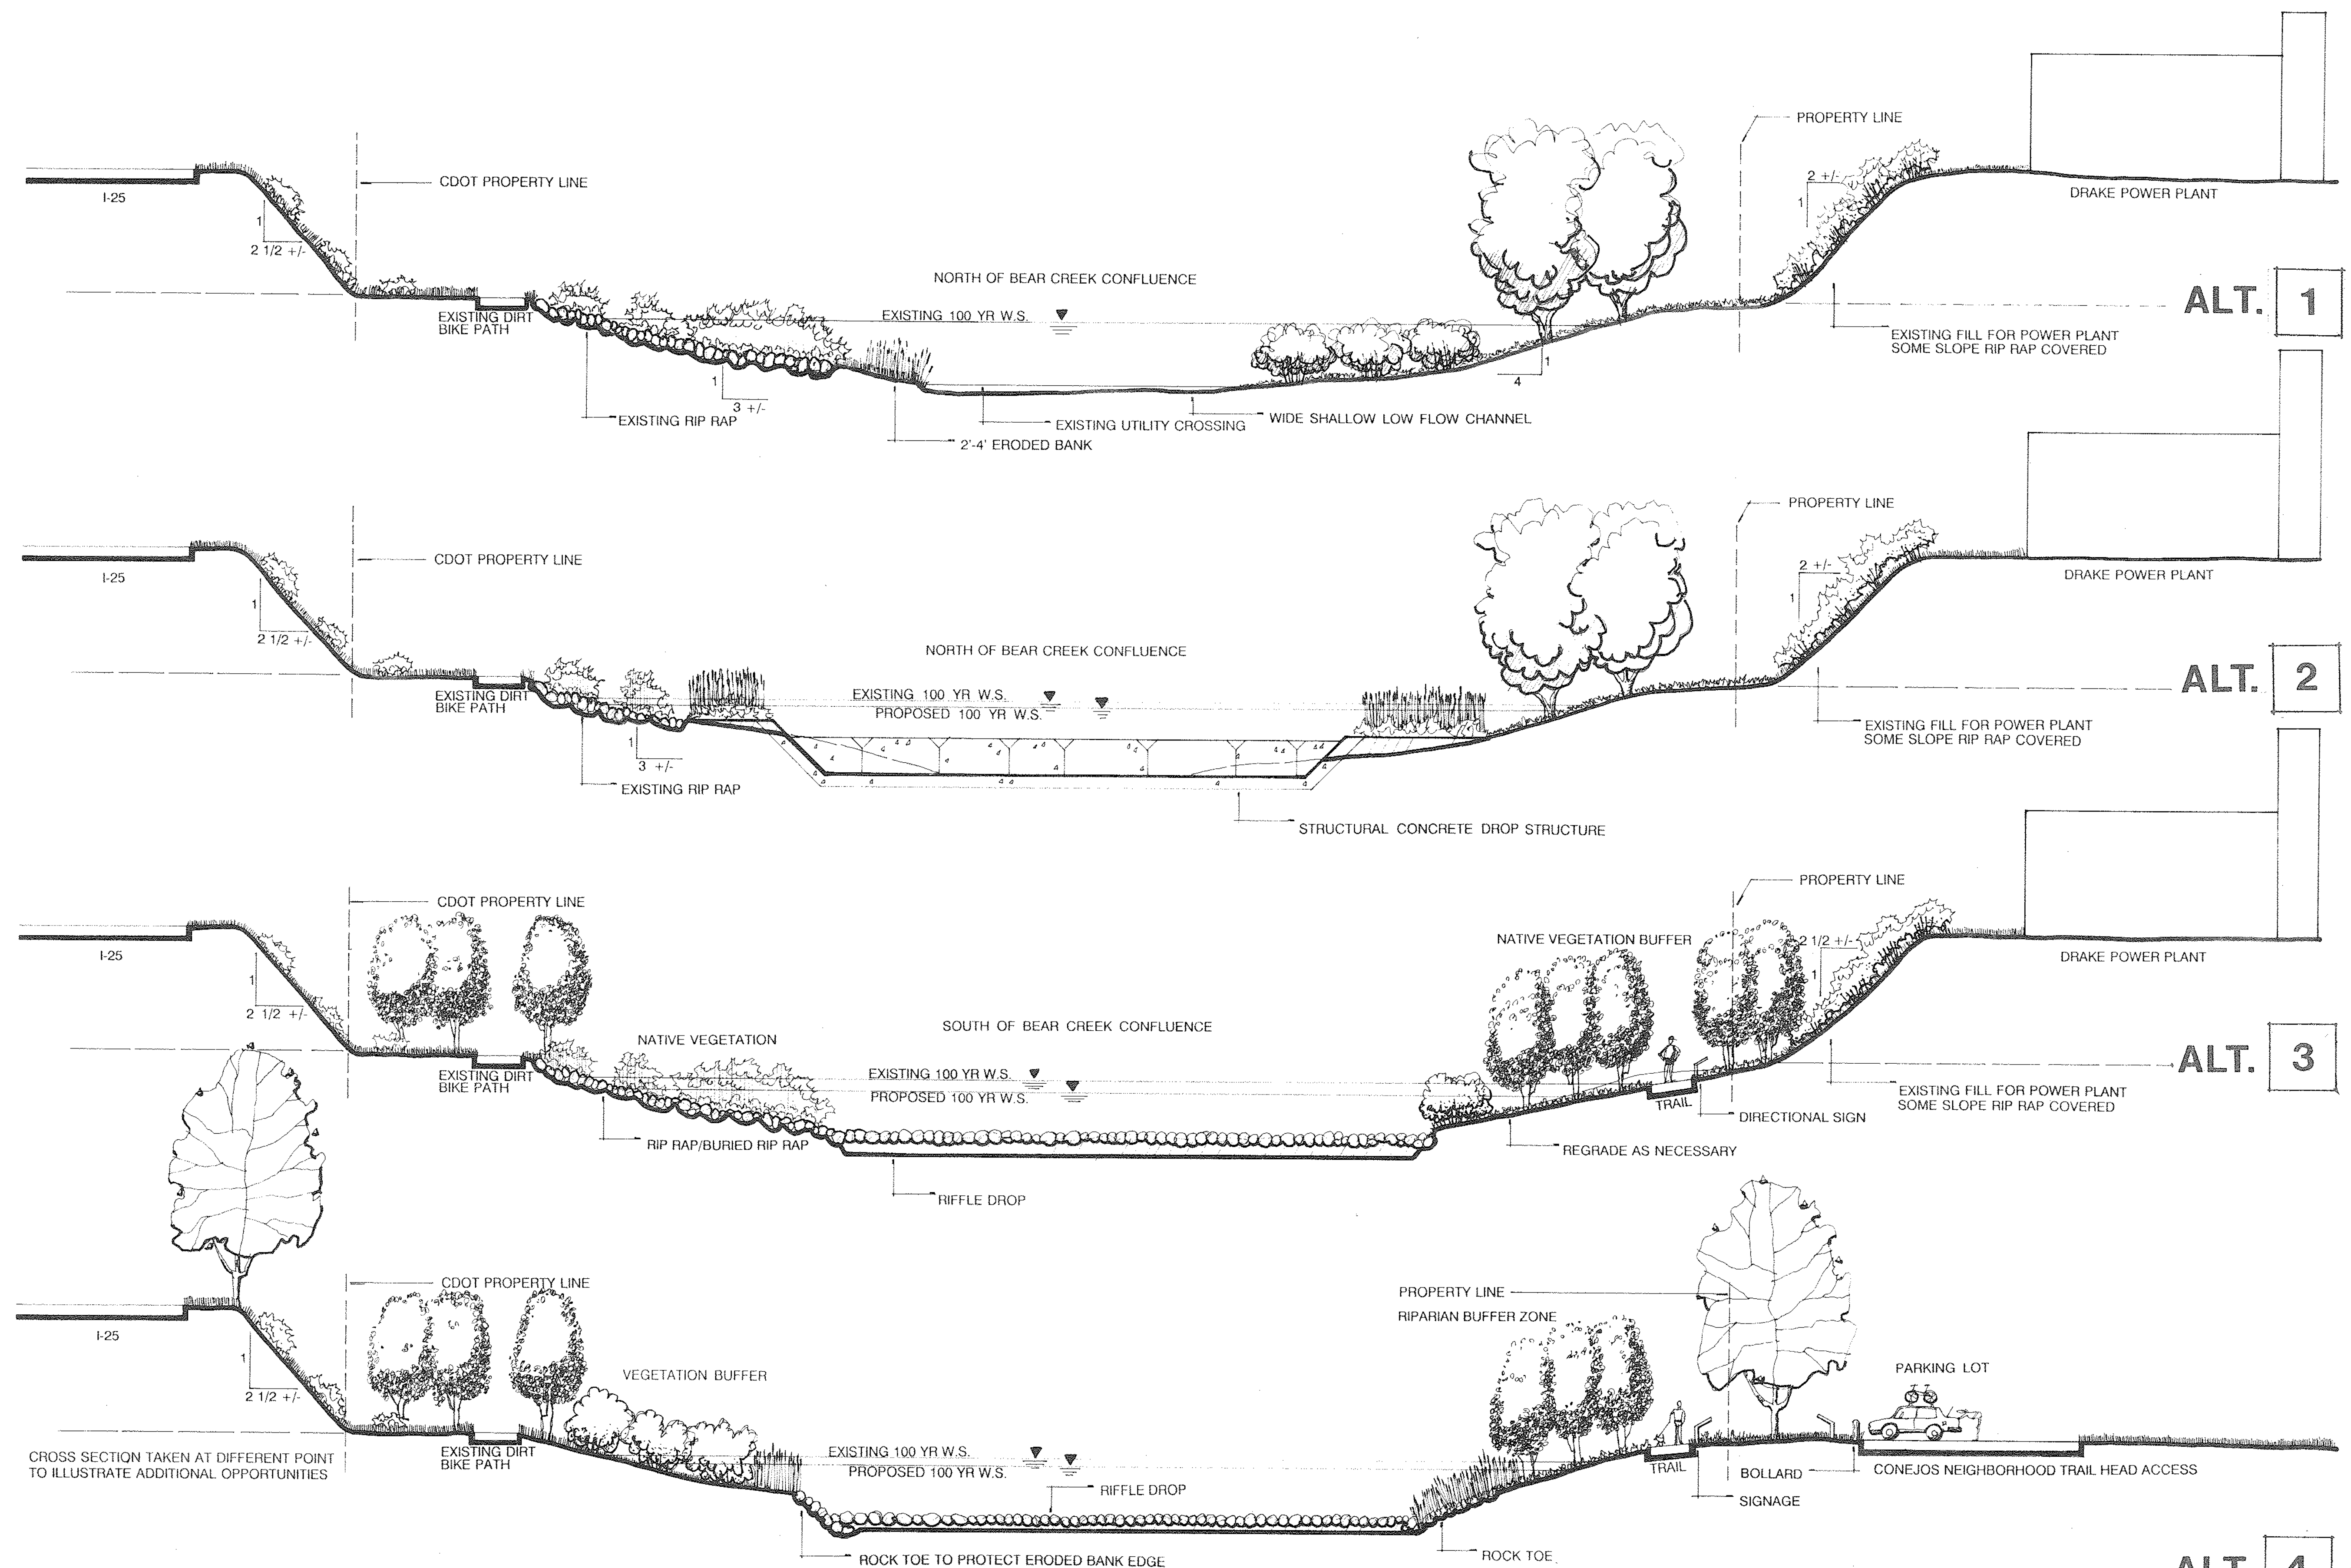 PROPERTY LINE
CDOT PROPERTY LINE
I-25
1
2 1/2 +/-
2 +/-
1
DRAKE POWER PLANT
NORTH OF BEAR CREEK CONFLUENCE
EXISTING 100 YR W.S.
EXISTING DIRT
BIKE PATH
ALT. 1
EXISTING FILL FOR POWER PLANT
SOME SLOPE RIP RAP COVERED
1
3 +/-
1
4
EXISTING RIP RAP
EXISTING UTILITY CROSSING
WIDE SHALLOW LOW FLOW CHANNEL
2'-4' ERODED BANK
PROPERTY LINE
CDOT PROPERTY LINE
I-25
1
2 1/2 +/-
2 +/-
1
DRAKE POWER PLANT
NORTH OF BEAR CREEK CONFLUENCE
EXISTING 100 YR W.S.
PROPOSED 100 YR W.S.
EXISTING DIRT
BIKE PATH
ALT. 2
EXISTING FILL FOR POWER PLANT
SOME SLOPE RIP RAP COVERED
1
3 +/-
EXISTING RIP RAP
STRUCTURAL CONCRETE DROP STRUCTURE
PROPERTY LINE
CDOT PROPERTY LINE
I-25
1
2 1/2 +/-
NATIVE VEGETATION BUFFER
2 1/2 +/-
1
DRAKE POWER PLANT
SOUTH OF BEAR CREEK CONFLUENCE
NATIVE VEGETATION
EXISTING 100 YR W.S.
PROPOSED 100 YR W.S.
EXISTING DIRT
BIKE PATH
ALT. 3
TRAIL
EXISTING FILL FOR POWER PLANT
SOME SLOPE RIP RAP COVERED
DIRECTIONAL SIGN
RIP RAP/BURIED RIP RAP
REGRADE AS NECESSARY
RIFFLE DROP
CDOT PROPERTY LINE
PROPERTY LINE
RIPARIAN BUFFER ZONE
I-25
1
2 1/2 +/-
VEGETATION BUFFER
PARKING LOT
EXISTING DIRT
BIKE PATH
EXISTING 100 YR W.S.
PROPOSED 100 YR W.S.
CROSS SECTION TAKEN AT DIFFERENT POINT
TO ILLUSTRATE ADDITIONAL OPPORTUNITIES
TRAIL
BOLLARD
CONEJOS NEIGHBORHOOD TRAIL HEAD ACCESS
SIGNAGE
RIFFLE DROP
ROCK TOE TO PROTECT ERODED BANK EDGE
ROCK TOE
ALT. 4